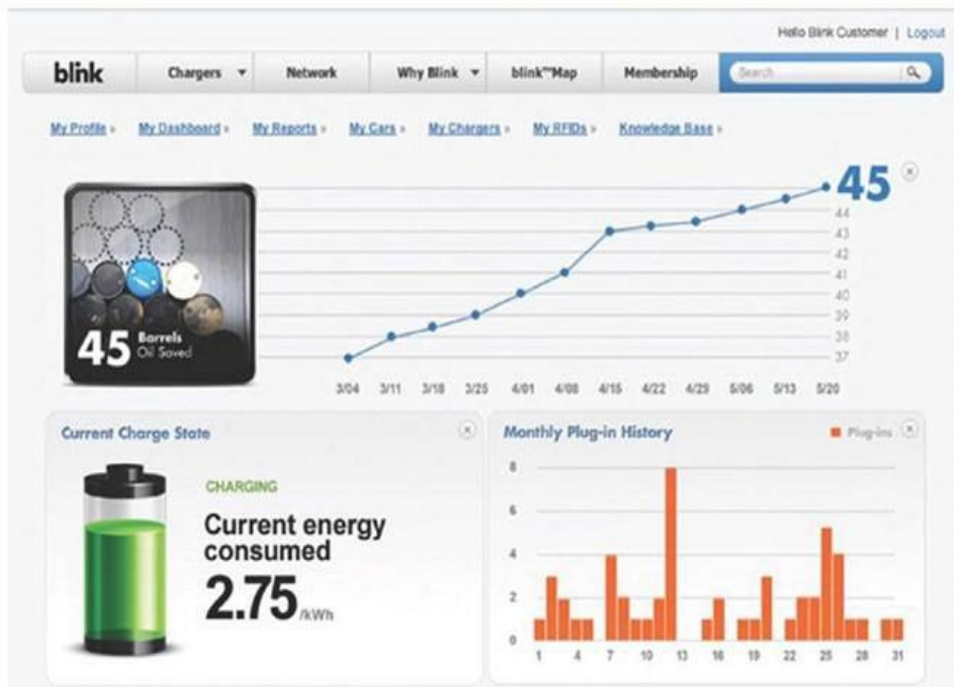 Hello Blink Customer | Logout
blink Chargers ▼ Network Why Blink ▼ blink™Map Membership Search
My Profile » My Dashboard » My Reports » My Cars » My Chargers » My RFIDs » Knowledge Base »
45
44
43
42
41
40
39
38
37
45 Barrels
Oil Saved
3/04 3/11 3/18 3/25 4/01 4/08 4/15 4/22 4/29 5/06 5/13 5/20
Current Charge State
CHARGING
Current energy
consumed
2.75 /kWh
Monthly Plug-in History
Plug-ins
8
6
4
2
0
1 4 7 10 13 16 19 22 25 28 31